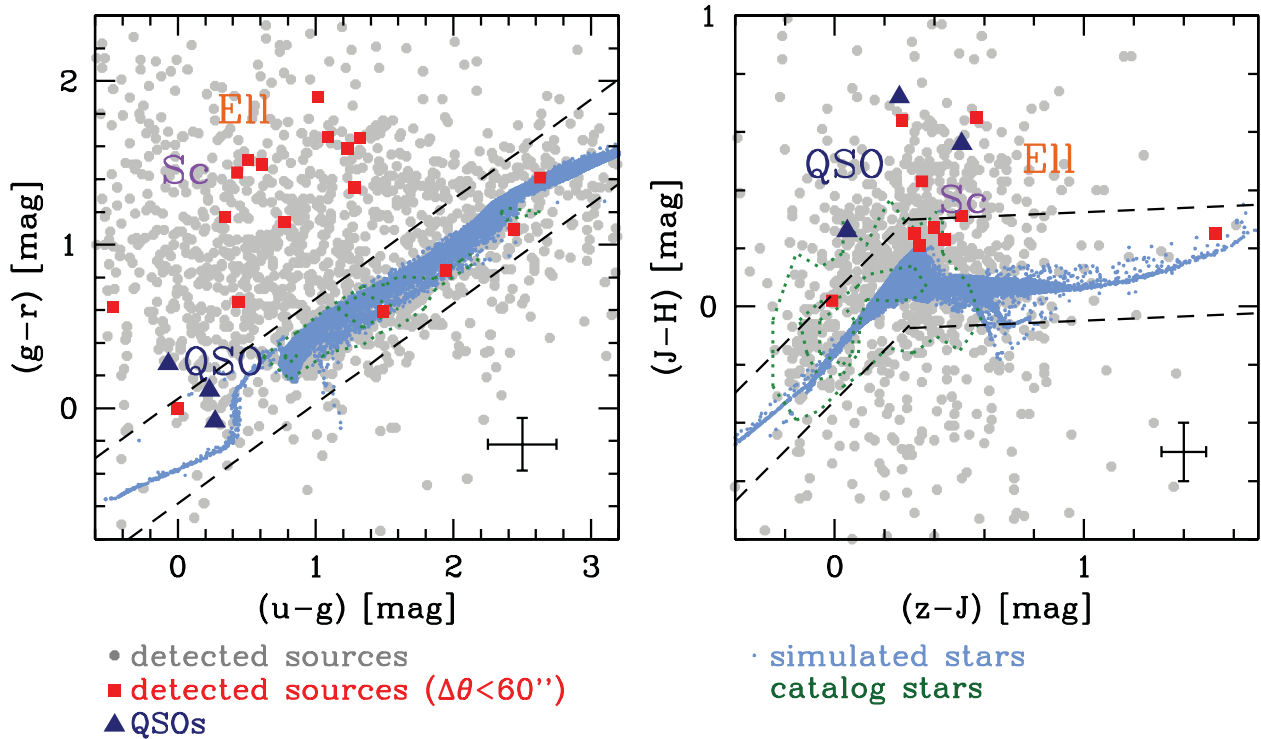 2
1
0
Ell
Sc
QSO
(g−r) [mag]
0 1 2 3
(u−g) [mag]
1
0
QSO
Ell
Sc
(J−H) [mag]
0 1
(z−J) [mag]
detected sources
detected sources (Δθ<60'')
QSOs
simulated stars
catalog stars